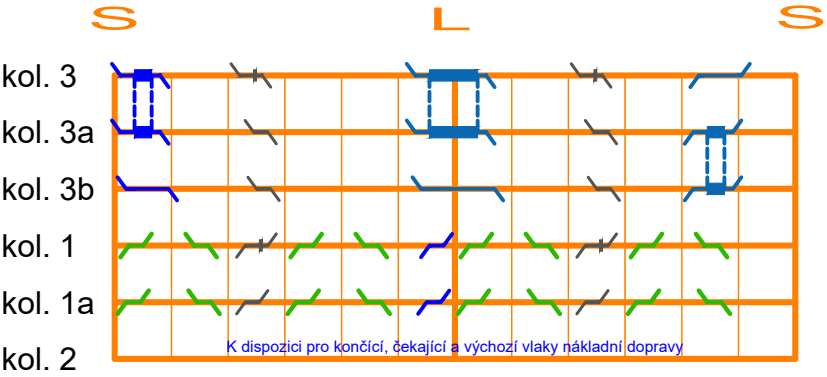 S L S
kol. 3
kol. 3a
kol. 3b
kol. 1
kol. 1a
K dispozici pro končící, čekající a výchozí vlaky nákladní dopravy
kol. 2